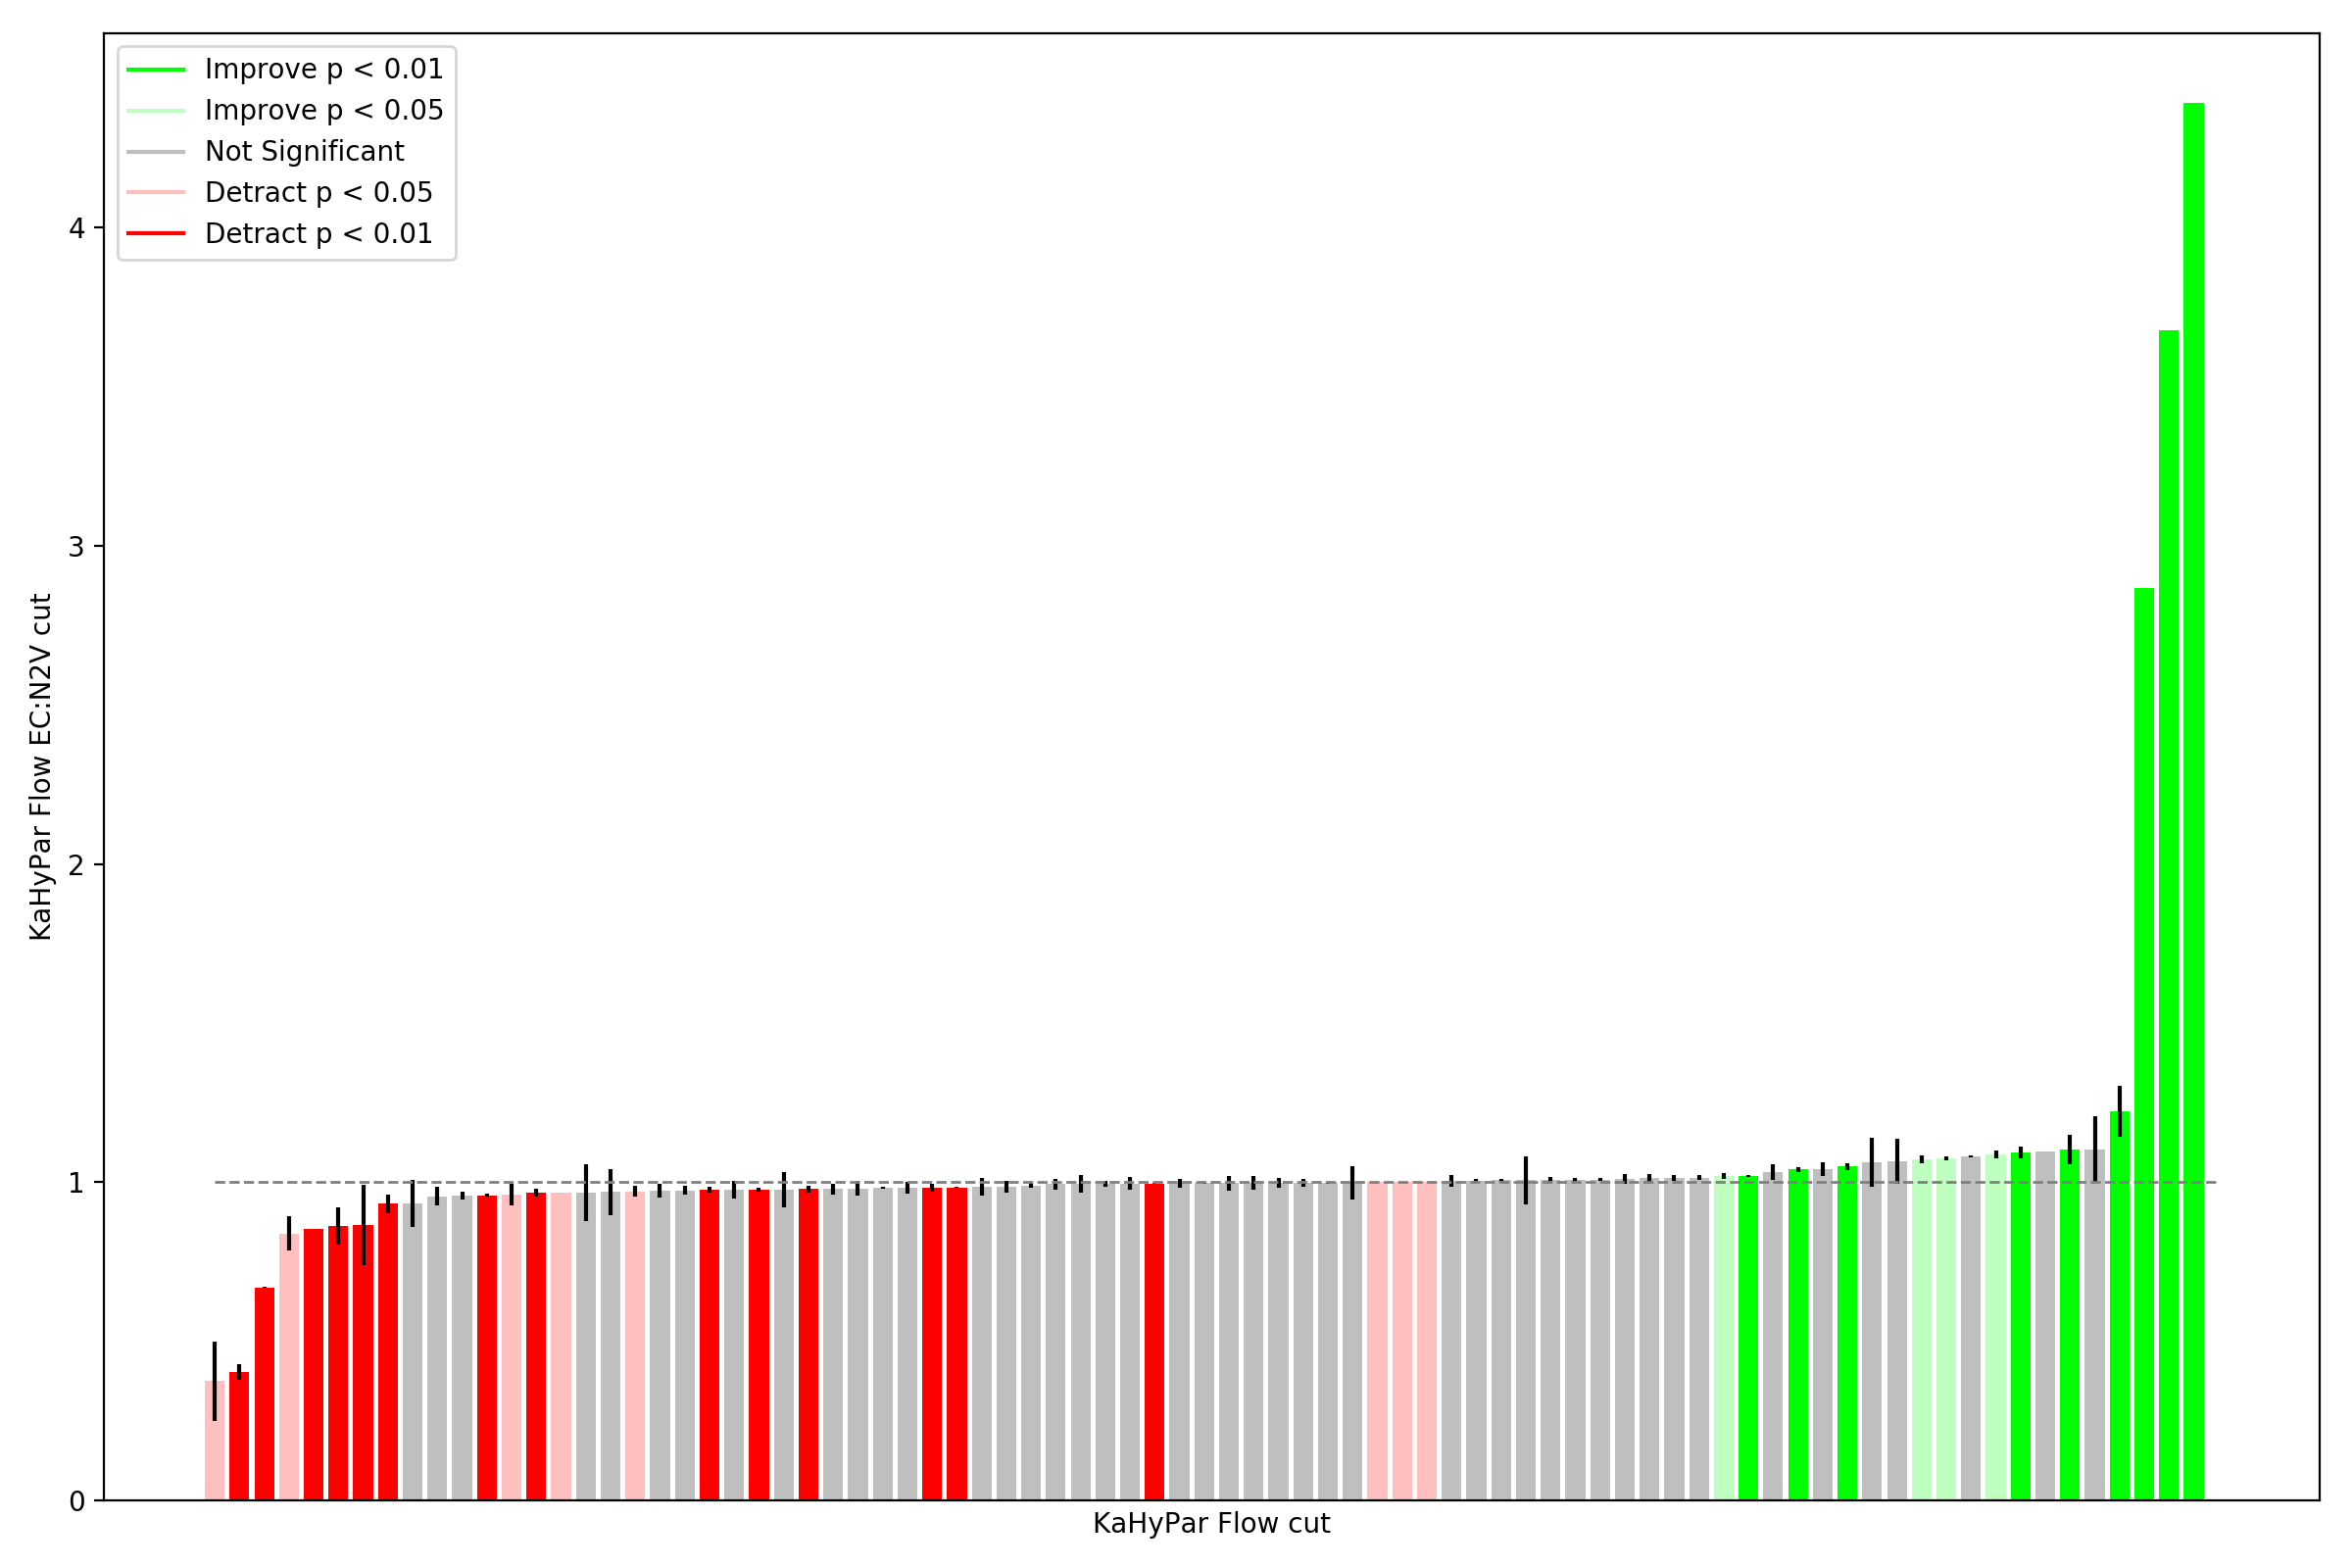 Improve p < 0.01
Improve p < 0.05
Not Significant
Detract p < 0.05
Detract p < 0.01
4
3
2
1
0
KaHyPar Flow EC:N2V cut
KaHyPar Flow cut